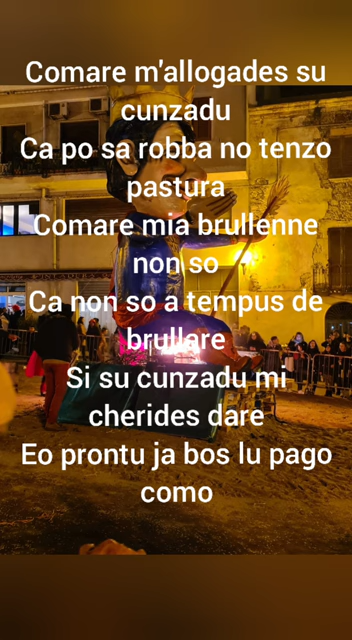 Comare m'allogades su
cunzadu
Ca po sa robba no tenzo
pastura
Comare mia brullenne
non so
Ca non so a tempus de
brullare
Si su cunzadu mi
cherides dare
Eo prontu ja bos lu pago
como